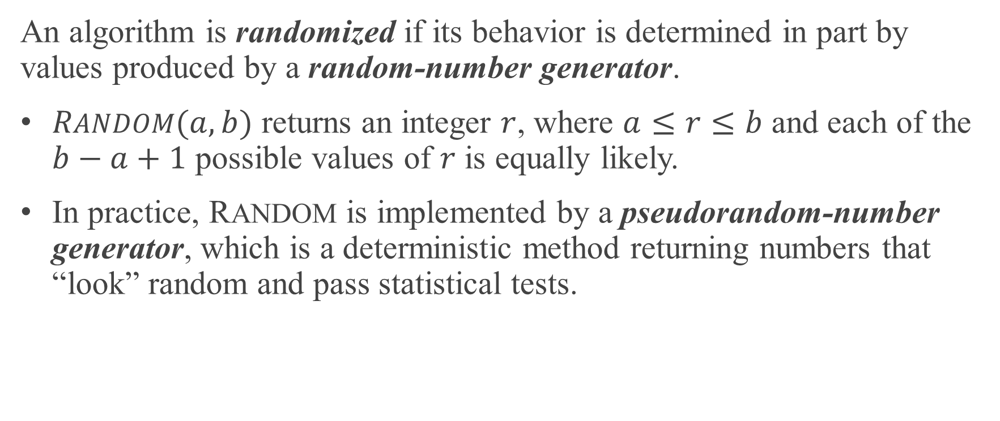 An algorithm is randomized if its behavior is determined in part by
values produced by a random-number generator.
• RANDOM(a, b) returns an integer r, where a ≤ r ≤ b and each of the
b − a + 1 possible values of r is equally likely.
• In practice, RANDOM is implemented by a pseudorandom-number
generator, which is a deterministic method returning numbers that
“look” random and pass statistical tests.